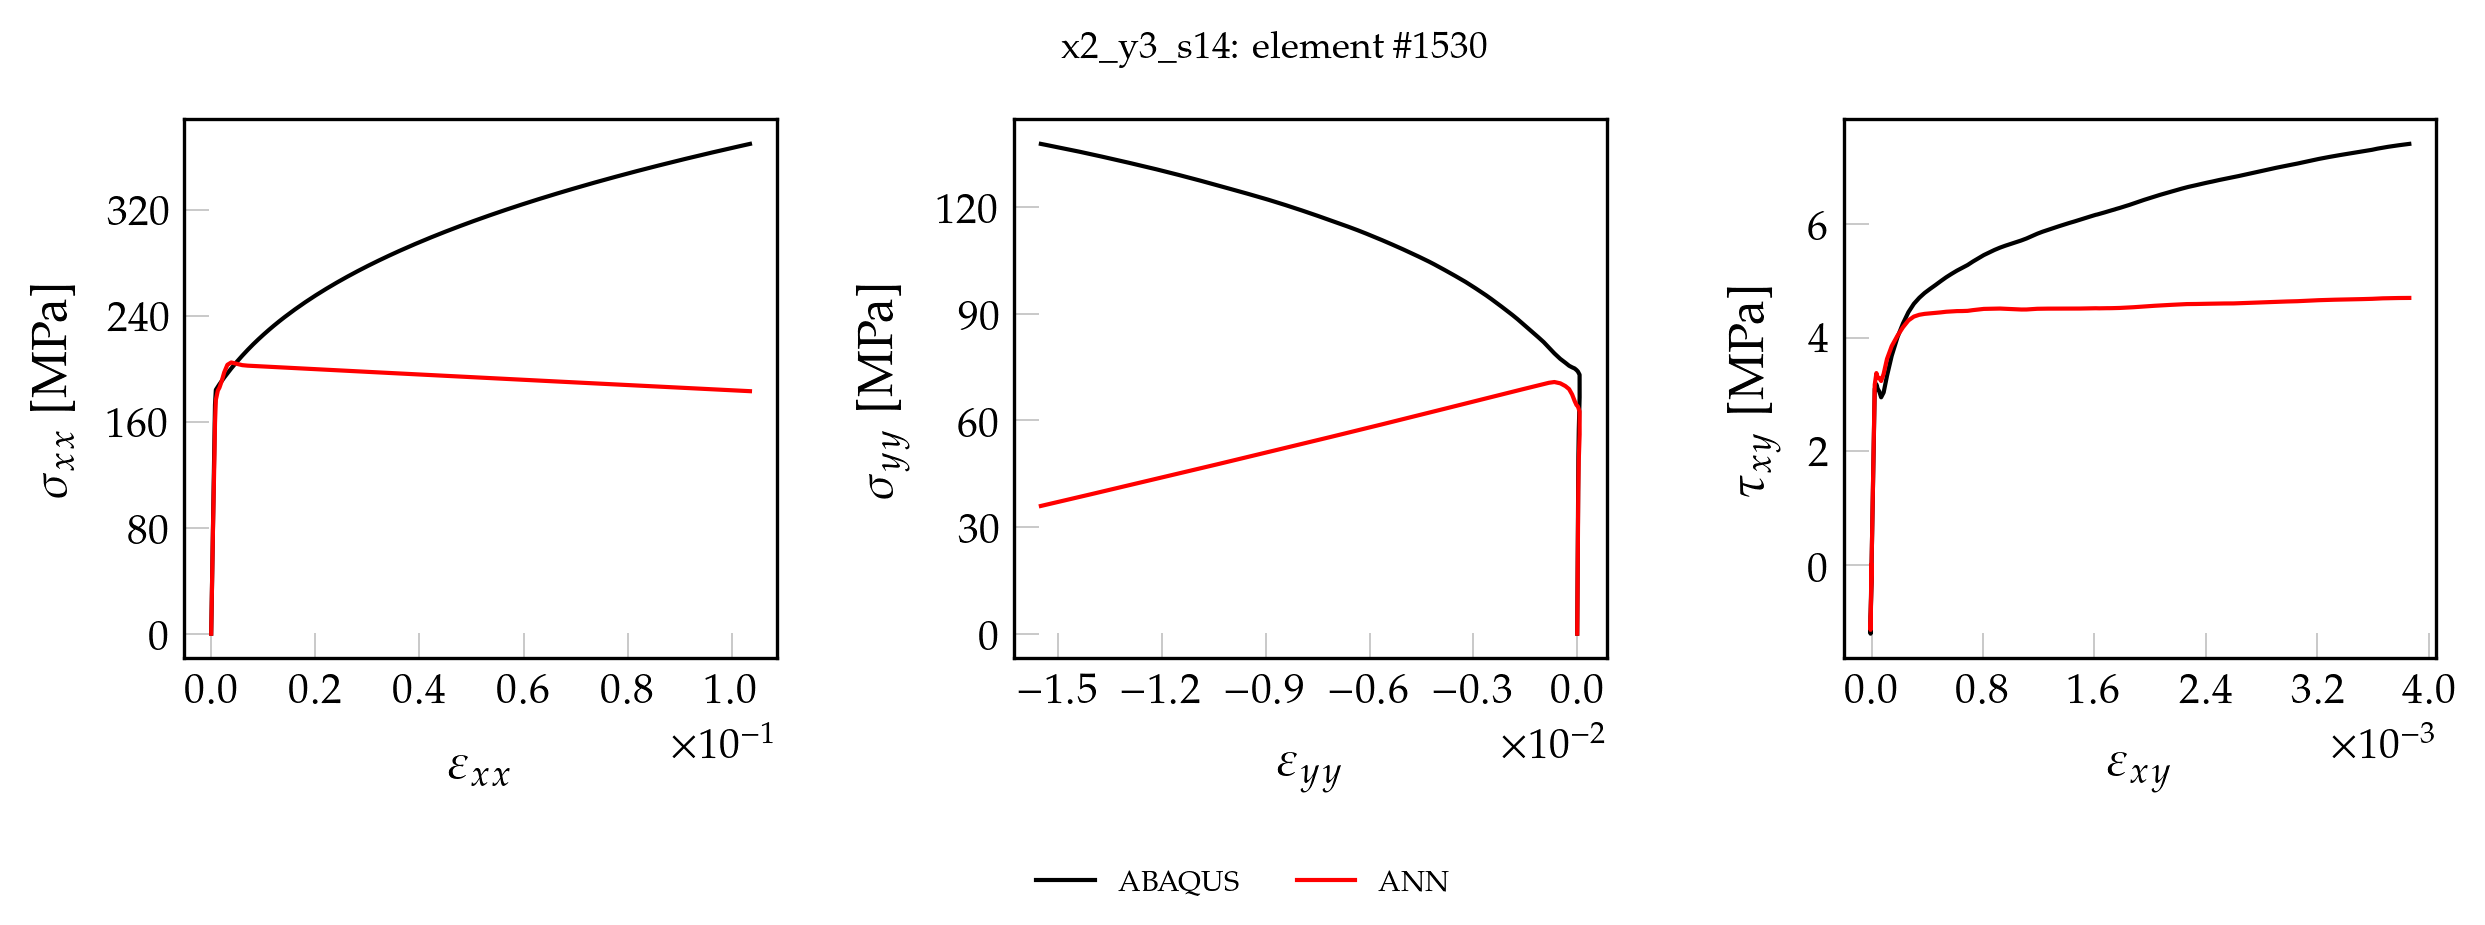 x2_y3_s14: element #1530
σxx [MPa]
320
240
160
80
0
0.0 0.2 0.4 0.6 0.8 1.0
×10⁻¹
εxx
σyy [MPa]
120
90
60
30
0
−1.5 −1.2 −0.9 −0.6 −0.3 0.0
×10⁻²
εyy
τxy [MPa]
6
4
2
0
0.0 0.8 1.6 2.4 3.2 4.0
×10⁻³
εxy
ABAQUS ANN